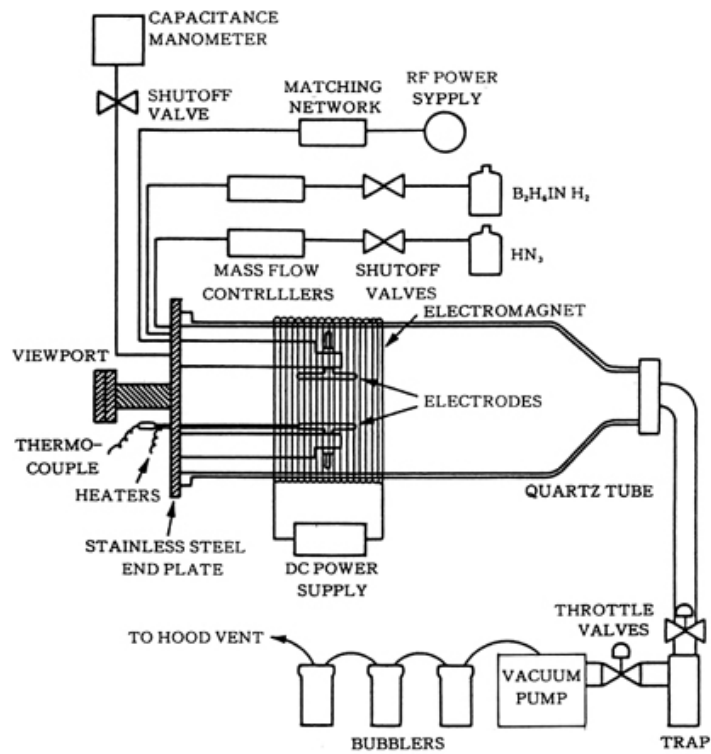 CAPACITANCE
MANOMETER
SHUTOFF
VALVE
MATCHING
NETWORK
RF POWER
SYPPLY
B₂H₆IN H₂
HN₃
MASS FLOW
CONTRLLLERS
SHUTOFF
VALVES
ELECTROMAGNET
VIEWPORT
ELECTRODES
THERMO-
COUPLE
HEATERS
QUARTZ TUBE
STAINLESS STEEL
END PLATE
DC POWER
SUPPLY
THROTTLE
VALVES
TO HOOD VENT
VACUUM
PUMP
BUBBLERS
TRAP